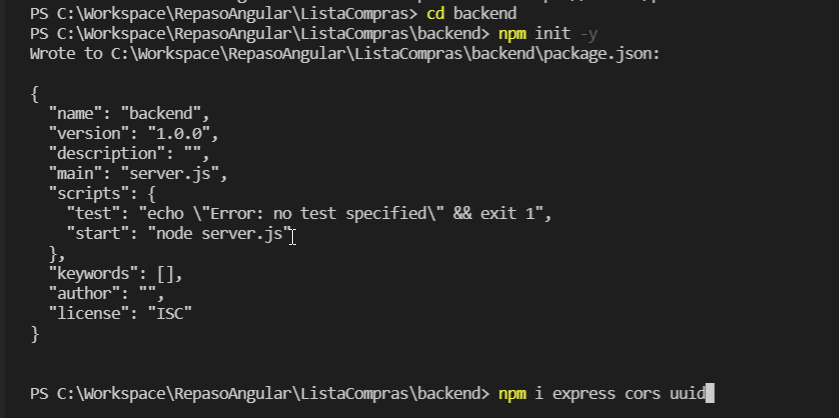 PS C:\Workspace\RepasoAngular\ListaCompras> cd backend
PS C:\Workspace\RepasoAngular\ListaCompras\backend> npm init -y
Wrote to C:\Workspace\RepasoAngular\ListaCompras\backend\package.json:
{
  "name": "backend",
  "version": "1.0.0",
  "description": "",
  "main": "server.js",
  "scripts": {
    "test": "echo \"Error: no test specified\" && exit 1",
    "start": "node server.js"
  },
  "keywords": [],
  "author": "",
  "license": "ISC"
}
PS C:\Workspace\RepasoAngular\ListaCompras\backend> npm i express cors uuid